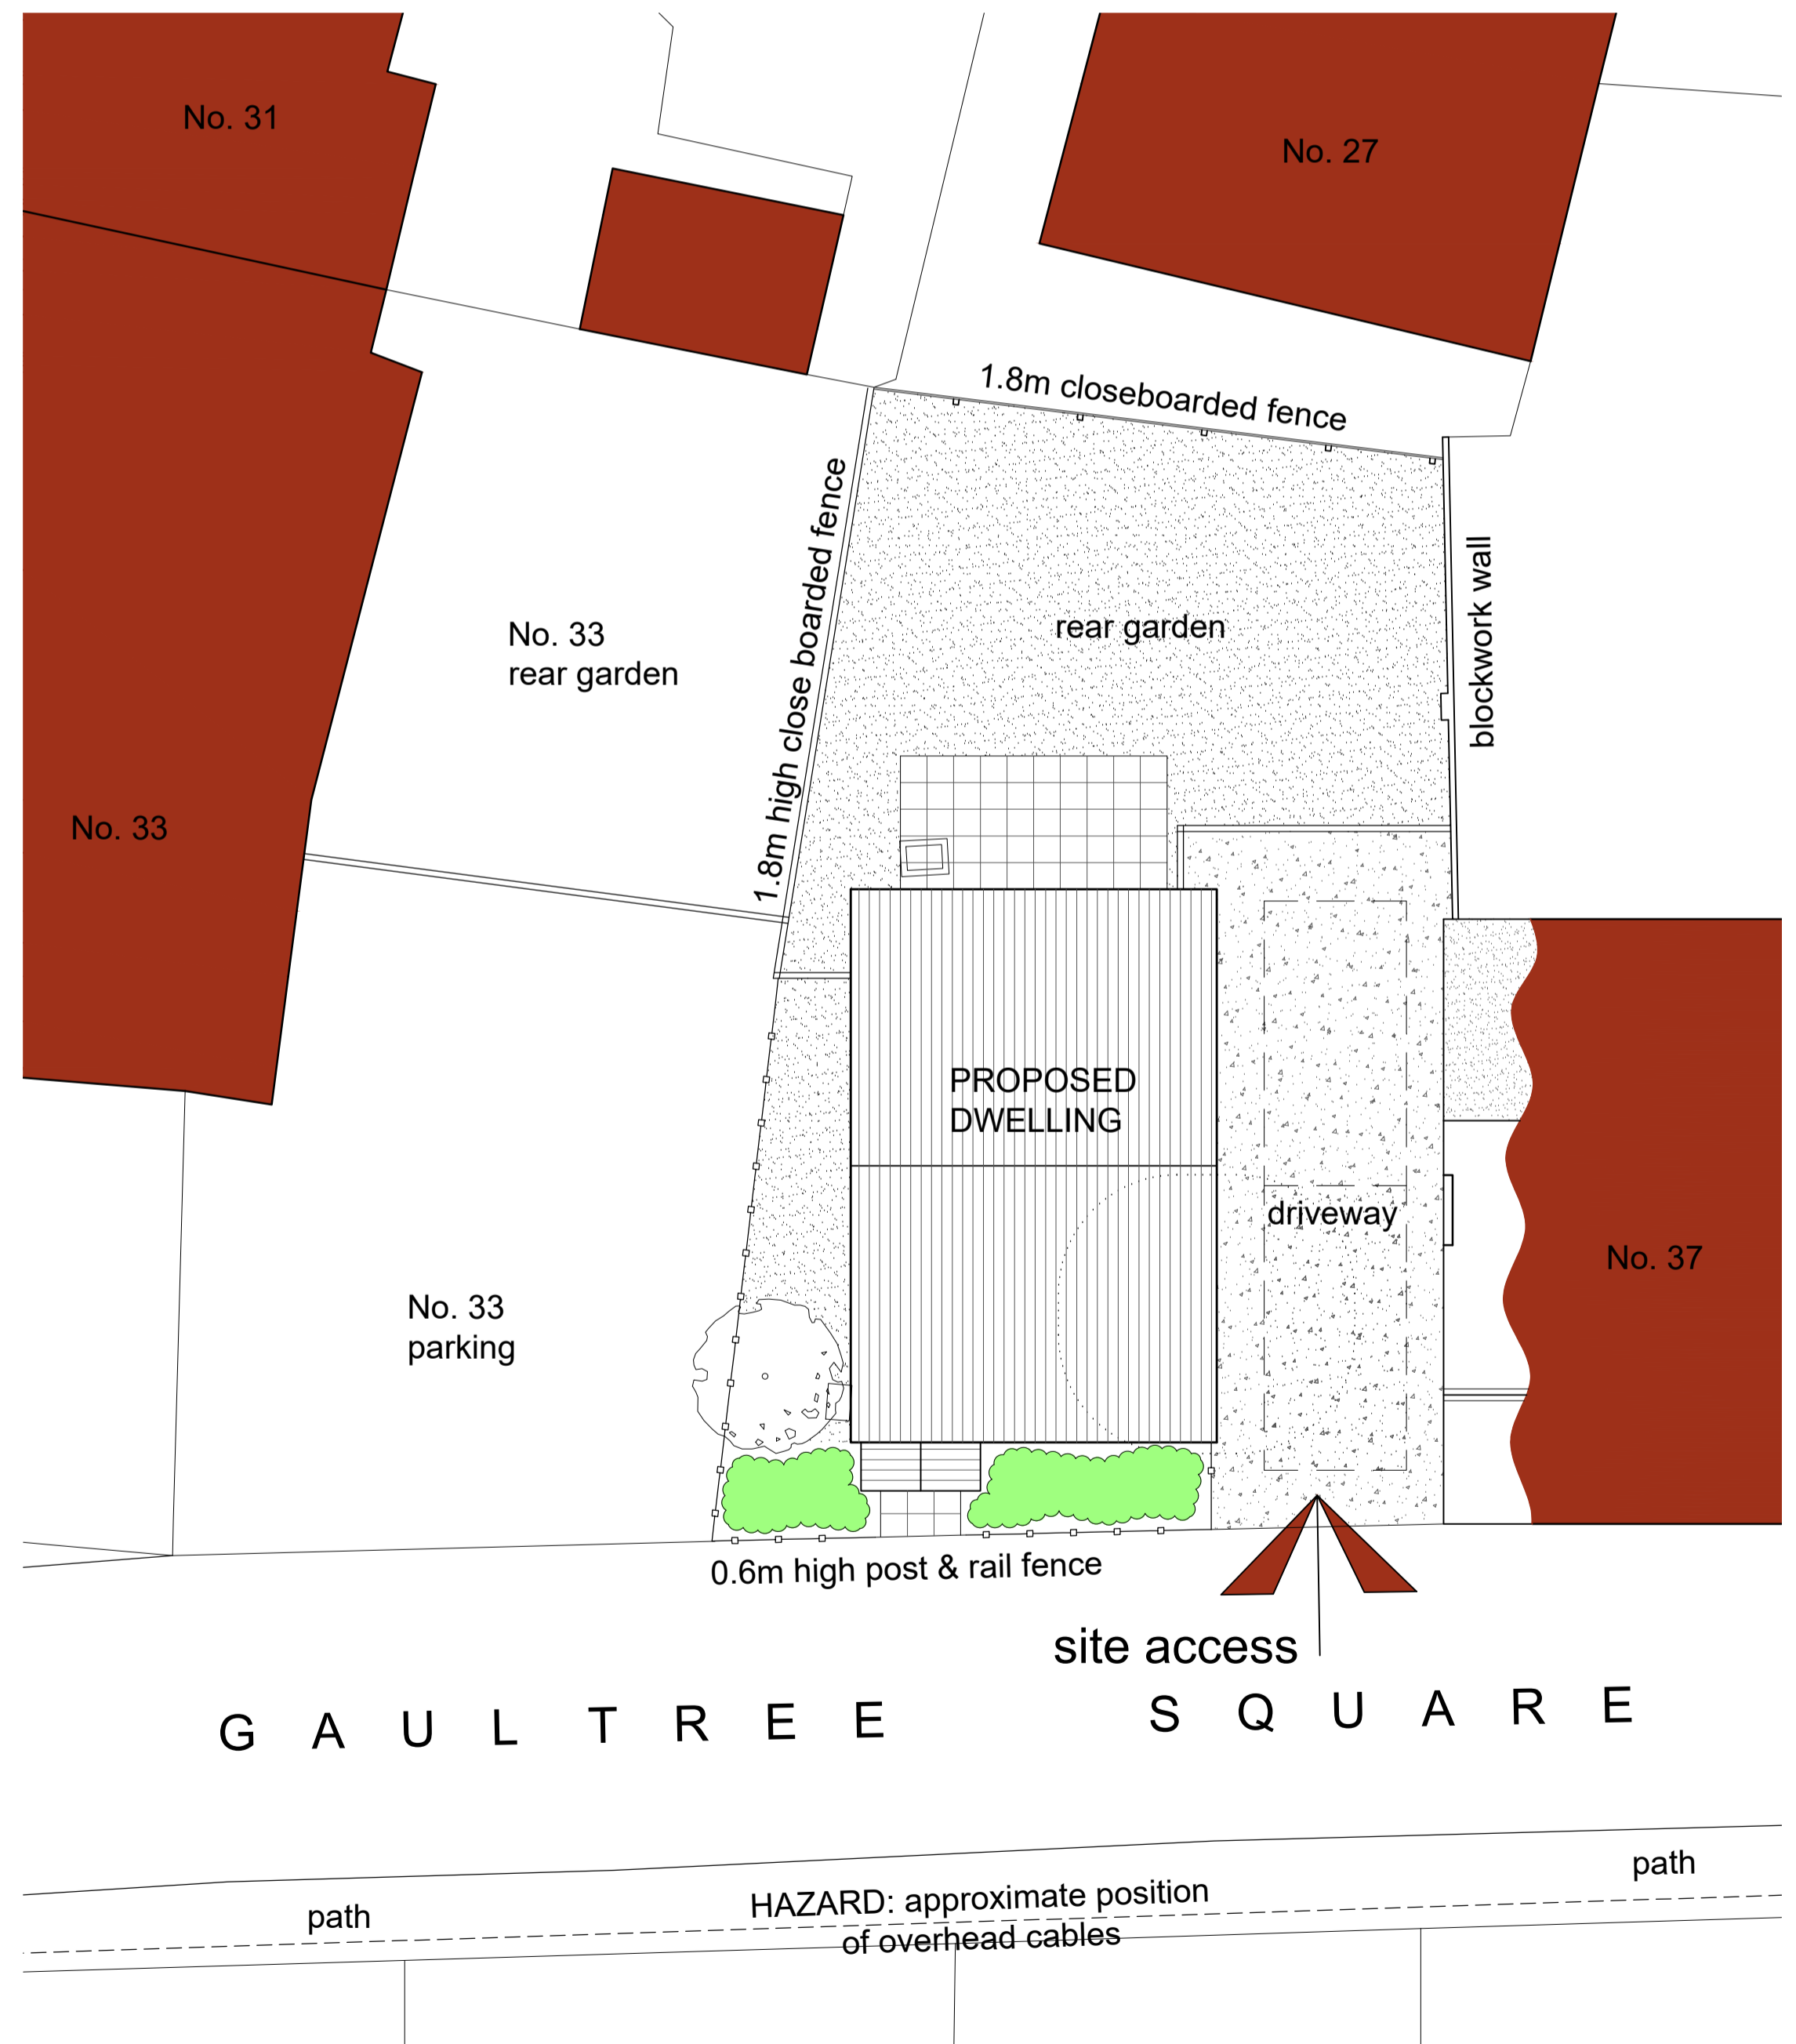 No. 31
No. 27
1.8m closeboarded fence
1.8m high close boarded fence
blockwork wall
No. 33
rear garden
rear garden
No. 33
PROPOSED
DWELLING
driveway
No. 37
No. 33
parking
0.6m high post & rail fence
site access
GAULTREE SQUARE
path
HAZARD: approximate position
of overhead cables
path